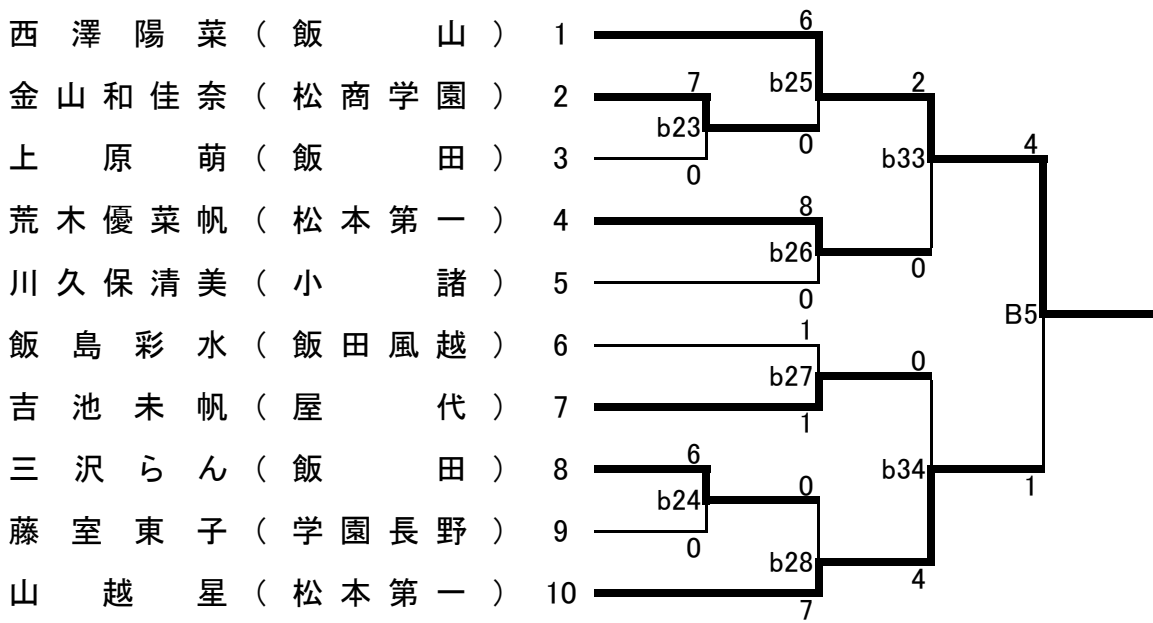 西澤陽菜（飯山） 1
6
金山和佳奈（松商学園） 2
7
b25
2
b23
上原萌（飯田） 3
0
0
b33
4
荒木優菜帆（松本第一） 4
8
b26
0
川久保清美（小諸） 5
0
B5
飯島彩水（飯田風越） 6
1
b27
0
吉池未帆（屋代） 7
1
三沢らん（飯田） 8
6
b34
1
b24
0
藤室東子（学園長野） 9
0
b28
4
山越星（松本第一） 10
7